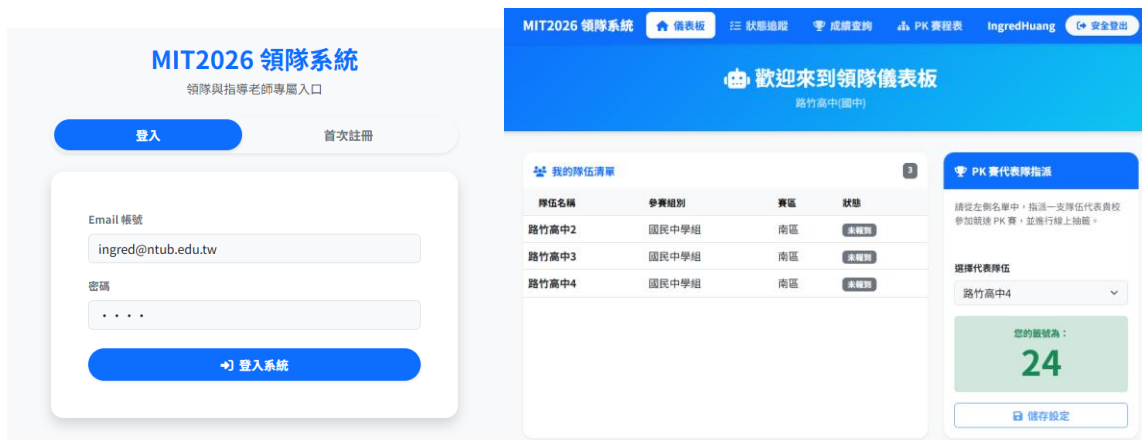 MIT2026 領隊系統
領隊與指導老師專屬入口
登入
首次註冊
Email 帳號
ingred@ntub.edu.tw
密碼
登入系統
MIT2026 領隊系統
儀表板
狀態追蹤
成績查詢
PK 賽程表
IngredHuang
安全登出
歡迎來到領隊儀表板
路竹高中(國中)
我的隊伍清單
3
隊伍名稱 參賽組別 賽區 狀態
路竹高中2 國民中學組 南區 未報到
路竹高中3 國民中學組 南區 未報到
路竹高中4 國民中學組 南區 未報到
PK 賽代表隊指派
請從左側名單中，指派一支隊伍代表貴校
參加競速 PK 賽，並進行線上抽籤。
選擇代表隊伍
路竹高中4
您的籤號為：
24
儲存設定